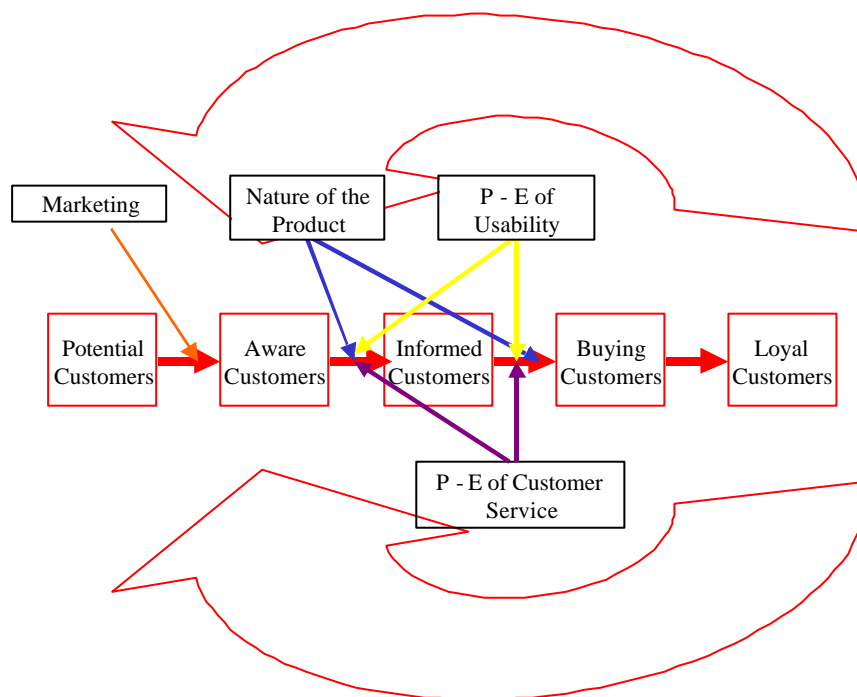 Marketing
Nature of the
Product
P - E of
Usability
Potential
Customers
Aware
Customers
Informed
Customers
Buying
Customers
Loyal
Customers
P - E of Customer
Service